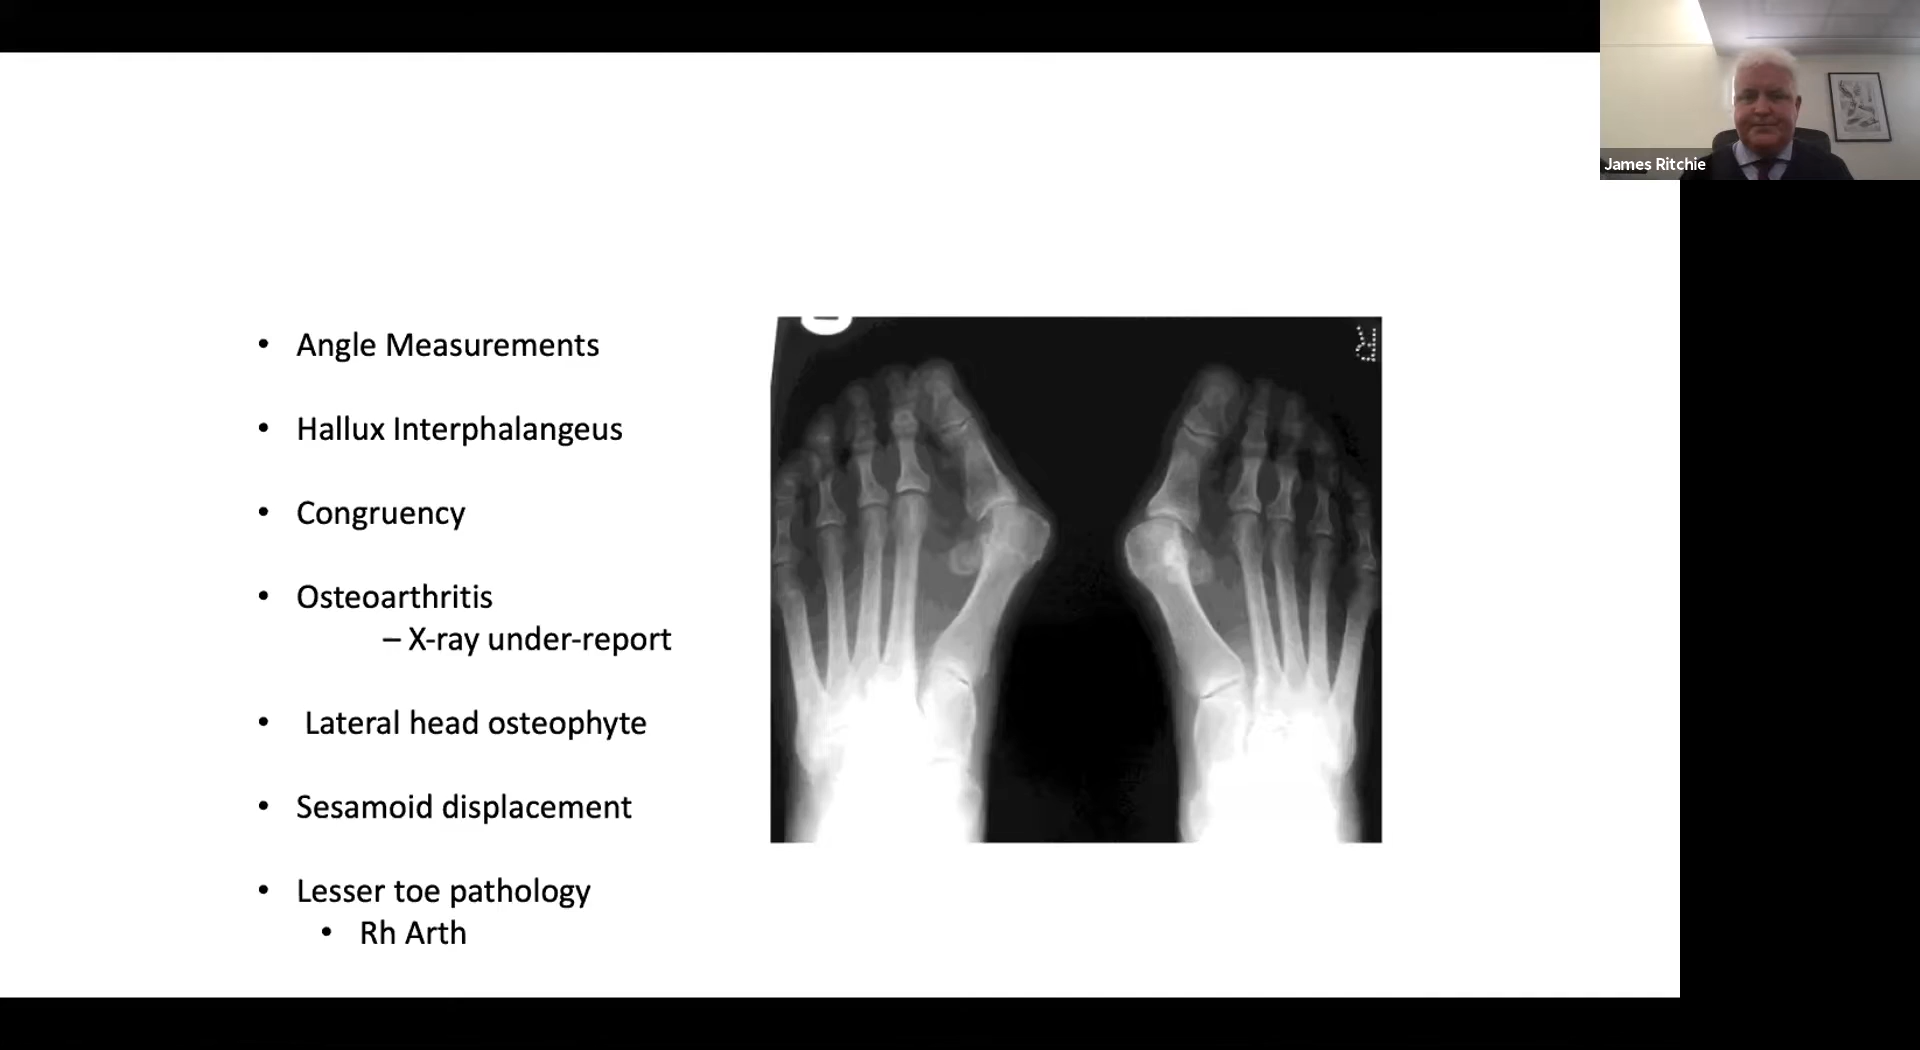 James Ritchie
• Angle Measurements
• Hallux Interphalangeus
• Congruency
• Osteoarthritis
– X-ray under-report
• Lateral head osteophyte
• Sesamoid displacement
• Lesser toe pathology
• Rh Arth
R